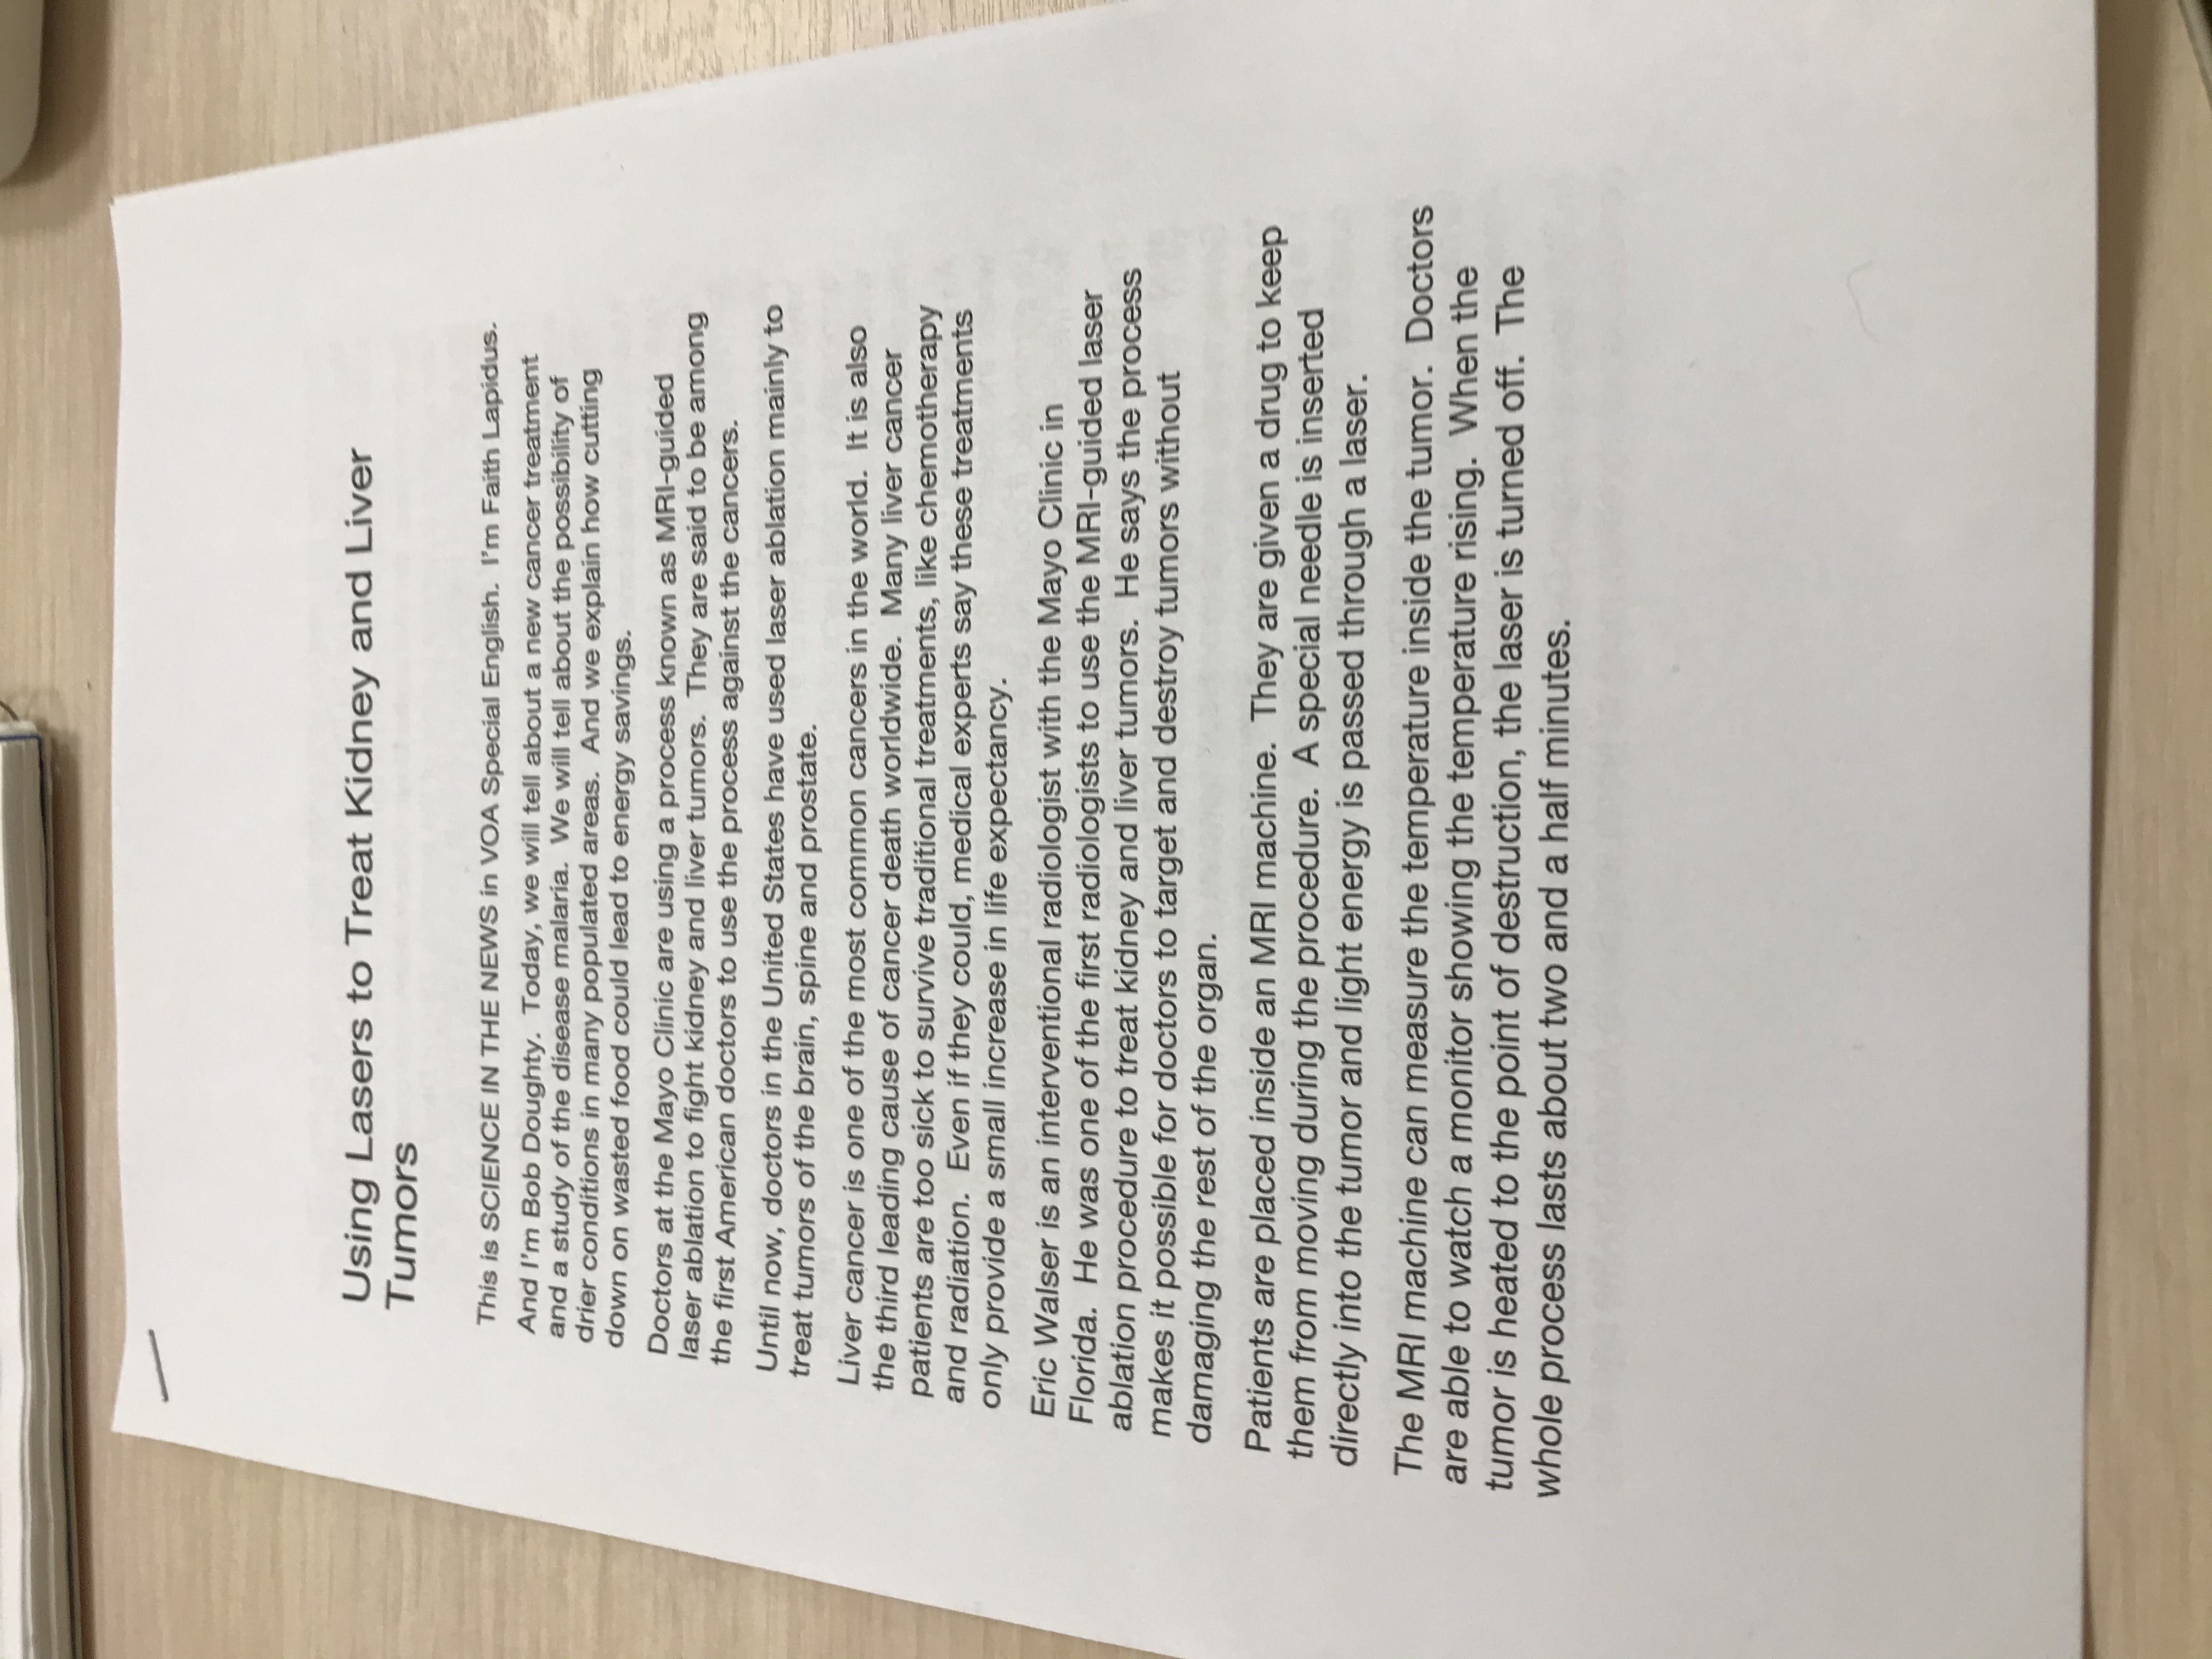 Using Lasers to Treat Kidney and Liver
Tumors
This is SCIENCE IN THE NEWS in VOA Special English.  I'm Faith Lapidus.
And I'm Bob Doughty.  Today, we will tell about a new cancer treatment
and a study of the disease malaria.  We will tell about the possibility of
drier conditions in many populated areas.  And we explain how cutting
down on wasted food could lead to energy savings.
Doctors at the Mayo Clinic are using a process known as MRI-guided
laser ablation to fight kidney and liver tumors.  They are said to be among
the first American doctors to use the process against the cancers.
Until now, doctors in the United States have used laser ablation mainly to
treat tumors of the brain, spine and prostate.
Liver cancer is one of the most common cancers in the world.  It is also
the third leading cause of cancer death worldwide.  Many liver cancer
patients are too sick to survive traditional treatments, like chemotherapy
and radiation.  Even if they could, medical experts say these treatments
only provide a small increase in life expectancy.
Eric Walser is an interventional radiologist with the Mayo Clinic in
Florida.  He was one of the first radiologists to use the MRI-guided laser
ablation procedure to treat kidney and liver tumors.  He says the process
makes it possible for doctors to target and destroy tumors without
damaging the rest of the organ.
Patients are placed inside an MRI machine.  They are given a drug to keep
them from moving during the procedure.  A special needle is inserted
directly into the tumor and light energy is passed through a laser.
The MRI machine can measure the temperature inside the tumor.  Doctors
are able to watch a monitor showing the temperature rising.  When the
tumor is heated to the point of destruction, the laser is turned off.  The
whole process lasts about two and a half minutes.